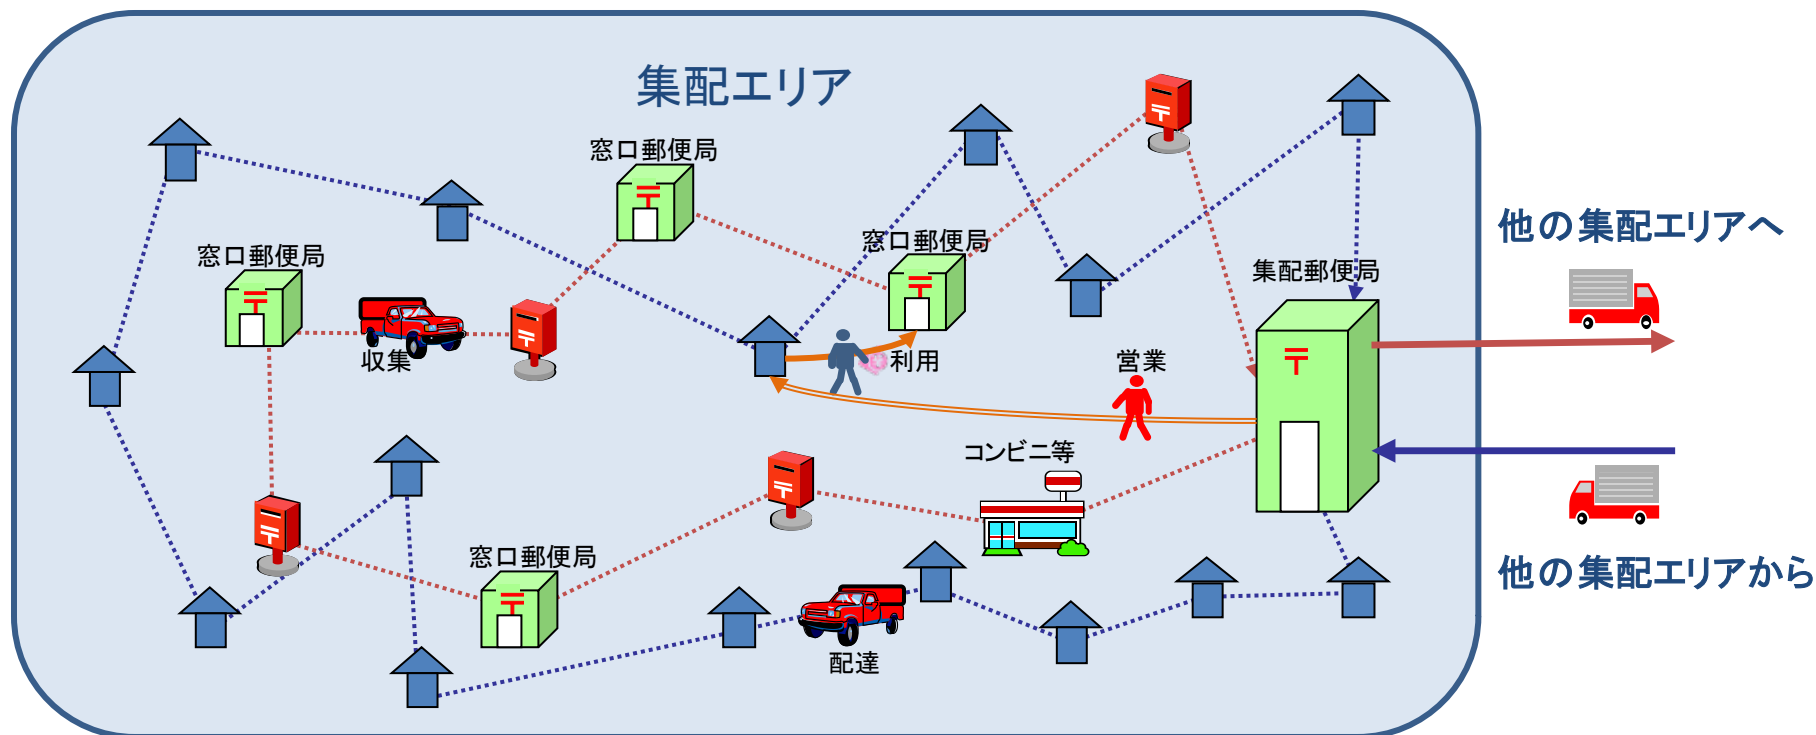 集配エリア
窓口郵便局
窓口郵便局
窓口郵便局
集配郵便局
他の集配エリアへ
収集
利用
営業
コンビニ等
窓口郵便局
他の集配エリアから
配達